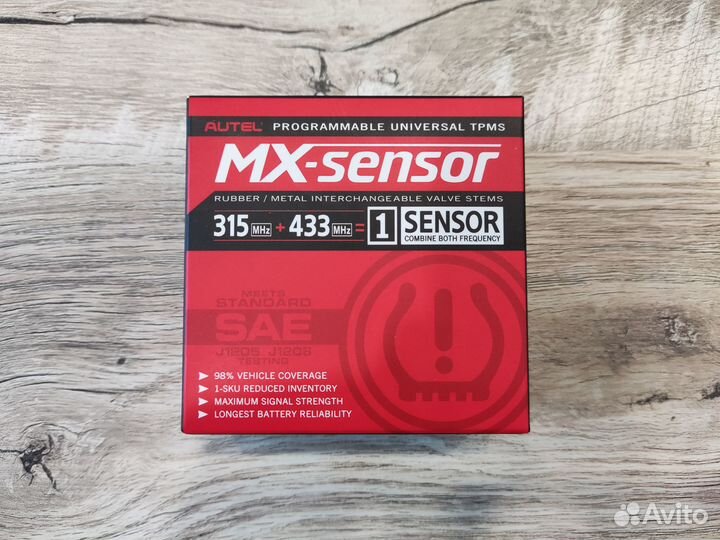 AUTEL PROGRAMMABLE UNIVERSAL TPMS
MX-sensor
RUBBER / METAL INTERCHANGEABLE VALVE STEMS
315 MHz + 433 MHz = 1 SENSOR
COMBINE BOTH FREQUENCY
MEETS
STANDARD
SAE
J1205 J1206
TESTING
98% VEHICLE COVERAGE
1-SKU REDUCED INVENTORY
MAXIMUM SIGNAL STRENGTH
LONGEST BATTERY RELIABILITY
Avito